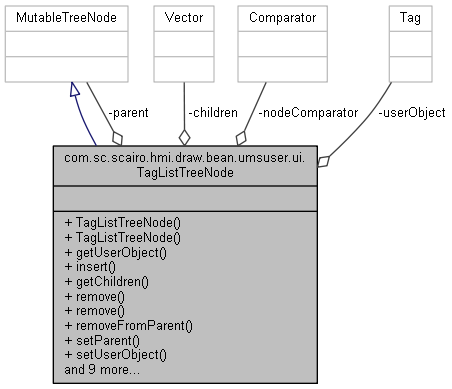 MutableTreeNode
Vector
Comparator
Tag
-parent
-children
-nodeComparator
-userObject
com.sc.scairo.hmi.draw.bean.umsuser.ui.
TagListTreeNode
+ TagListTreeNode()
+ TagListTreeNode()
+ getUserObject()
+ insert()
+ getChildren()
+ remove()
+ remove()
+ removeFromParent()
+ setParent()
+ setUserObject()
and 9 more...